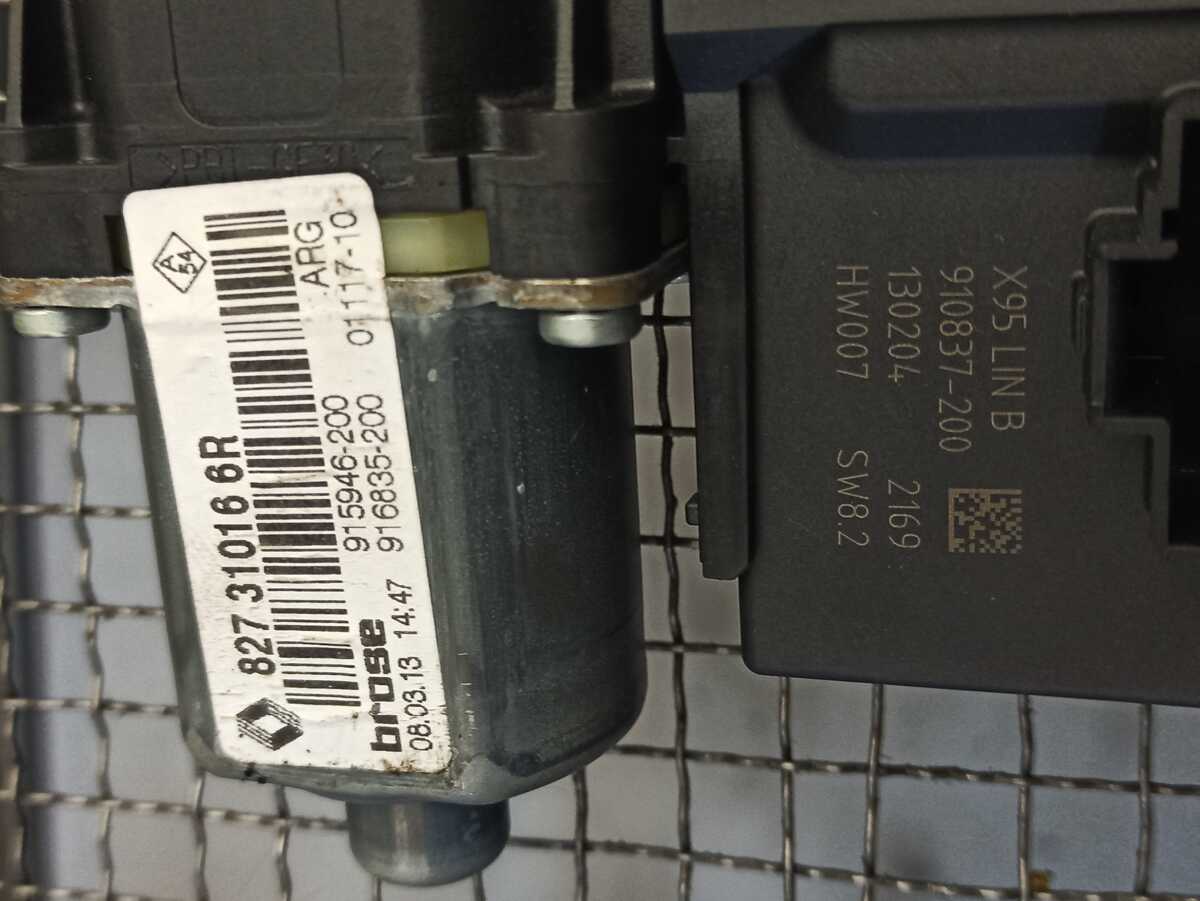 827 31016 6R
A
54
ARG
915946-200
01117-10
916835-200
brose
08.03.13 14:47
X95 LIN B
910837-200
130204 2169
HW007 SW8.2